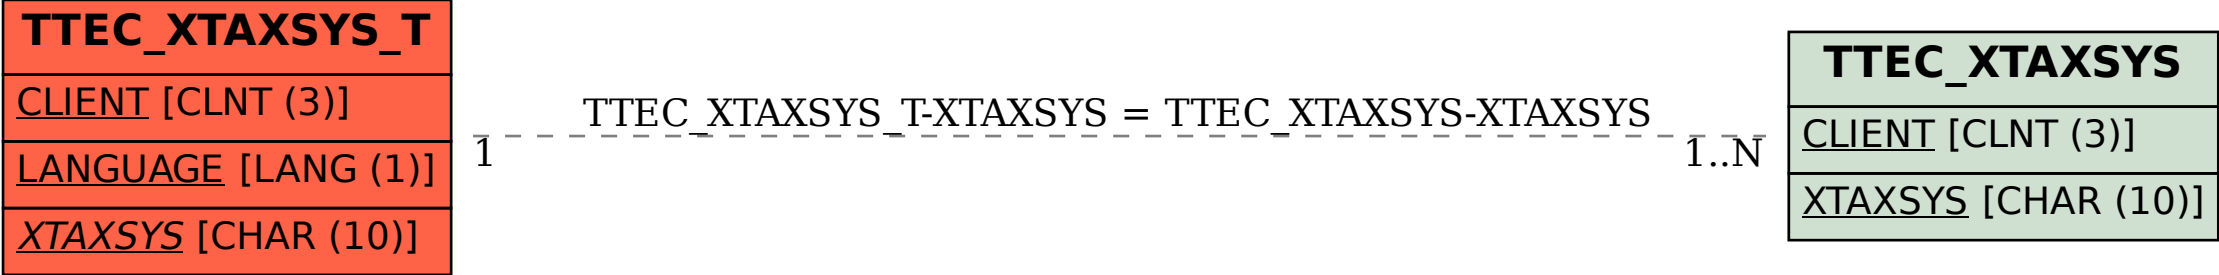 TTEC_XTAXSYS_T
CLIENT [CLNT (3)]
LANGUAGE [LANG (1)]
XTAXSYS [CHAR (10)]
TTEC_XTAXSYS_T-XTAXSYS = TTEC_XTAXSYS-XTAXSYS
1
1..N
TTEC_XTAXSYS
CLIENT [CLNT (3)]
XTAXSYS [CHAR (10)]